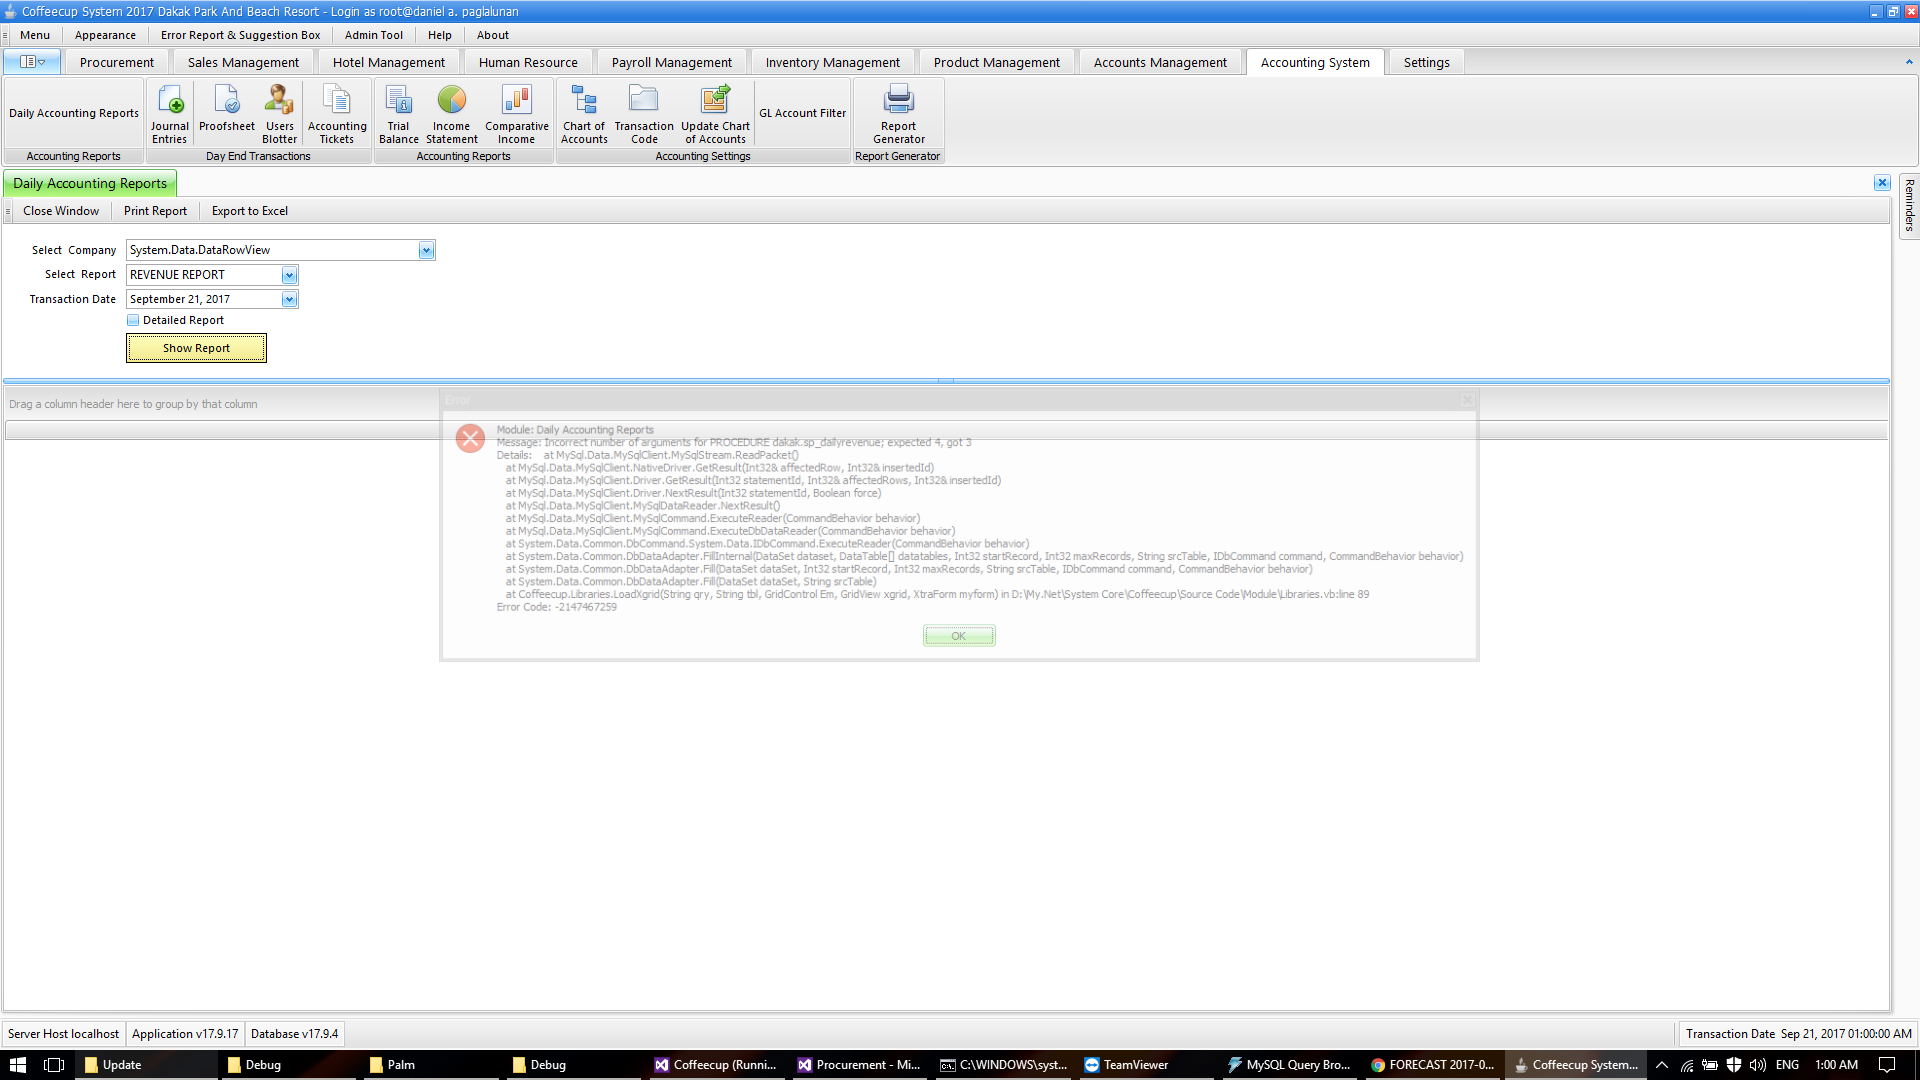 Coffeecup System 2017 Dakak Park And Beach Resort - Login as root@daniel a. paglalunan
Menu Appearance Error Report & Suggestion Box Admin Tool Help About
Procurement Sales Management Hotel Management Human Resource Payroll Management Inventory Management Product Management Accounts Management Accounting System Settings
Daily Accounting Reports
Journal Entries
Proofsheet
Users Blotter
Accounting Tickets
Trial Balance
Income Statement
Comparative Income
Chart of Accounts
Transaction Code
Update Chart of Accounts
GL Account Filter
Report Generator
Accounting Reports Day End Transactions Accounting Reports Accounting Settings Report Generator
Daily Accounting Reports
Reminders
Close Window Print Report Export to Excel
Select Company System.Data.DataRowView
Select Report REVENUE REPORT
Transaction Date September 21, 2017
Detailed Report
Show Report
Drag a column header here to group by that column
Error
Module: Daily Accounting Reports
Message: Incorrect number of arguments for PROCEDURE dakak.sp_dailyrevenue; expected 4, got 3
Details: at MySql.Data.MySqlClient.MySqlStream.ReadPacket()
at MySql.Data.MySqlClient.NativeDriver.GetResult(Int32& affectedRow, Int32& insertedId)
at MySql.Data.MySqlClient.Driver.GetResult(Int32 statementId, Int32& affectedRows, Int32& insertedId)
at MySql.Data.MySqlClient.Driver.NextResult(Int32 statementId, Boolean force)
at MySql.Data.MySqlClient.MySqlDataReader.NextResult()
at MySql.Data.MySqlClient.MySqlCommand.ExecuteReader(CommandBehavior behavior)
at MySql.Data.MySqlClient.MySqlCommand.ExecuteDbDataReader(CommandBehavior behavior)
at System.Data.Common.DbCommand.System.Data.IDbCommand.ExecuteReader(CommandBehavior behavior)
at System.Data.Common.DbDataAdapter.FillInternal(DataSet dataset, DataTable[] datatables, Int32 startRecord, Int32 maxRecords, String srcTable, IDbCommand command, CommandBehavior behavior)
at System.Data.Common.DbDataAdapter.Fill(DataSet dataSet, Int32 startRecord, Int32 maxRecords, String srcTable, IDbCommand command, CommandBehavior behavior)
at System.Data.Common.DbDataAdapter.Fill(DataSet dataSet, String srcTable)
at Coffeecup.Libraries.LoadXgrid(String qry, String tbl, GridControl Em, GridView xgrid, XtraForm myform) in D:\My.Net\System Core\Coffeecup\Source Code\Module\Libraries.vb:line 89
Error Code: -2147467259
OK
Server Host localhost Application v17.9.17 Database v17.9.4 Transaction Date Sep 21, 2017 01:00:00 AM
Update Debug Palm Debug Coffeecup (Runni... Procurement - Mi... C:\WINDOWS\syst... TeamViewer MySQL Query Bro... FORECAST 2017-0... Coffeecup System... ENG 1:00 AM